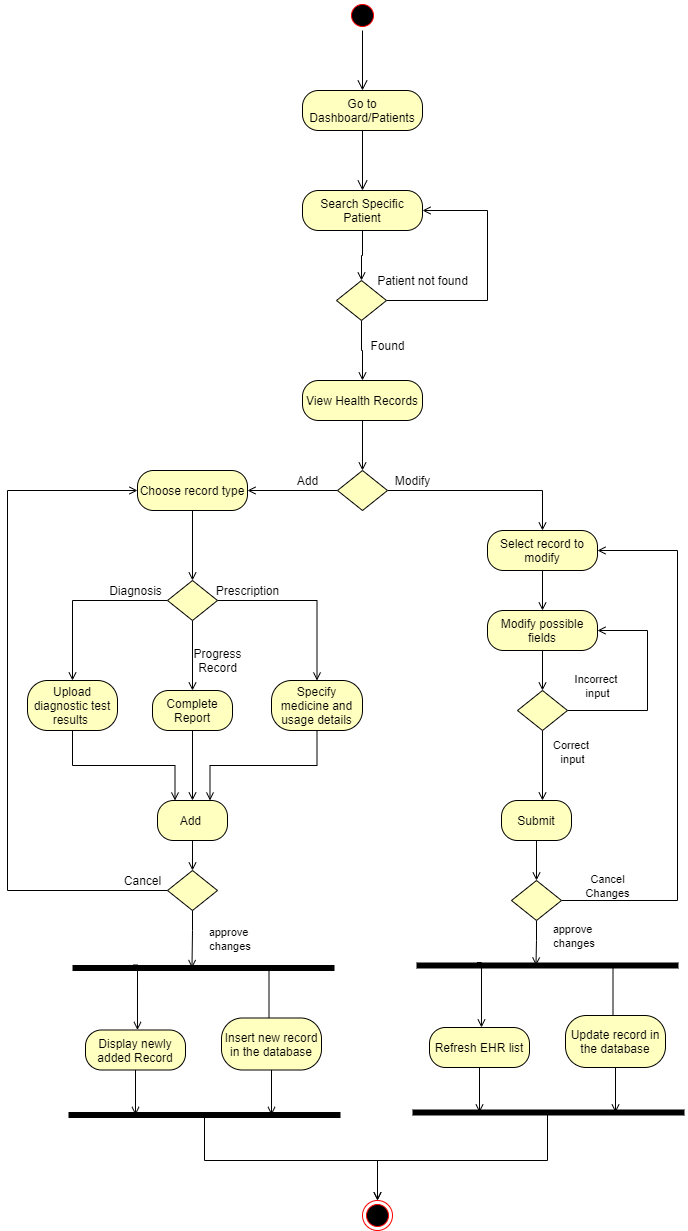 Go to
Dashboard/Patients
Search Specific
Patient
Patient not found
Found
View Health Records
Add
Modify
Choose record type
Select record to
modify
Diagnosis
Prescription
Progress
Record
Modify possible
fields
Upload
diagnostic test
results
Complete
Report
Specify
medicine and
usage details
Incorrect
input
Correct
input
Add
Submit
Cancel
Cancel
Changes
approve
changes
approve
changes
Display newly
added Record
Insert new record
in the database
Refresh EHR list
Update record in
the database